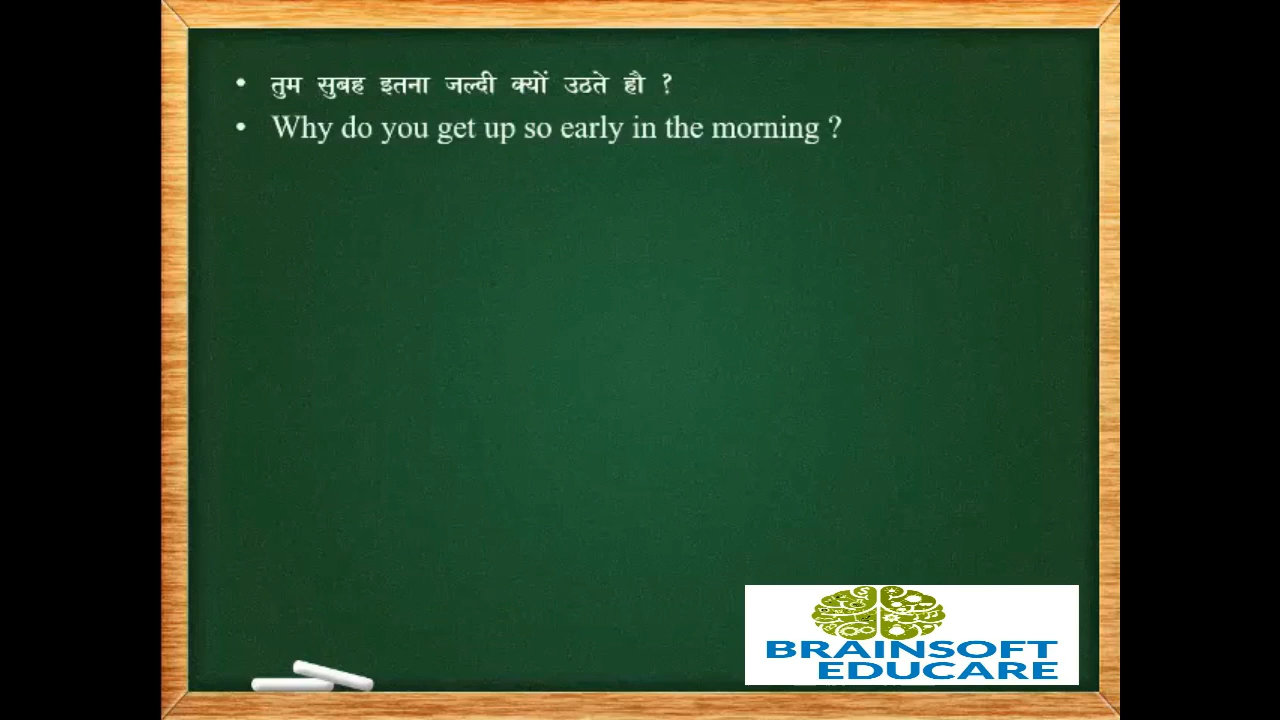 • तुम सुबह इतना जल्दी क्यों उठते हौ ?
• Why do you get up so early in the morning ?
BRAINSOFT
EDUCARE